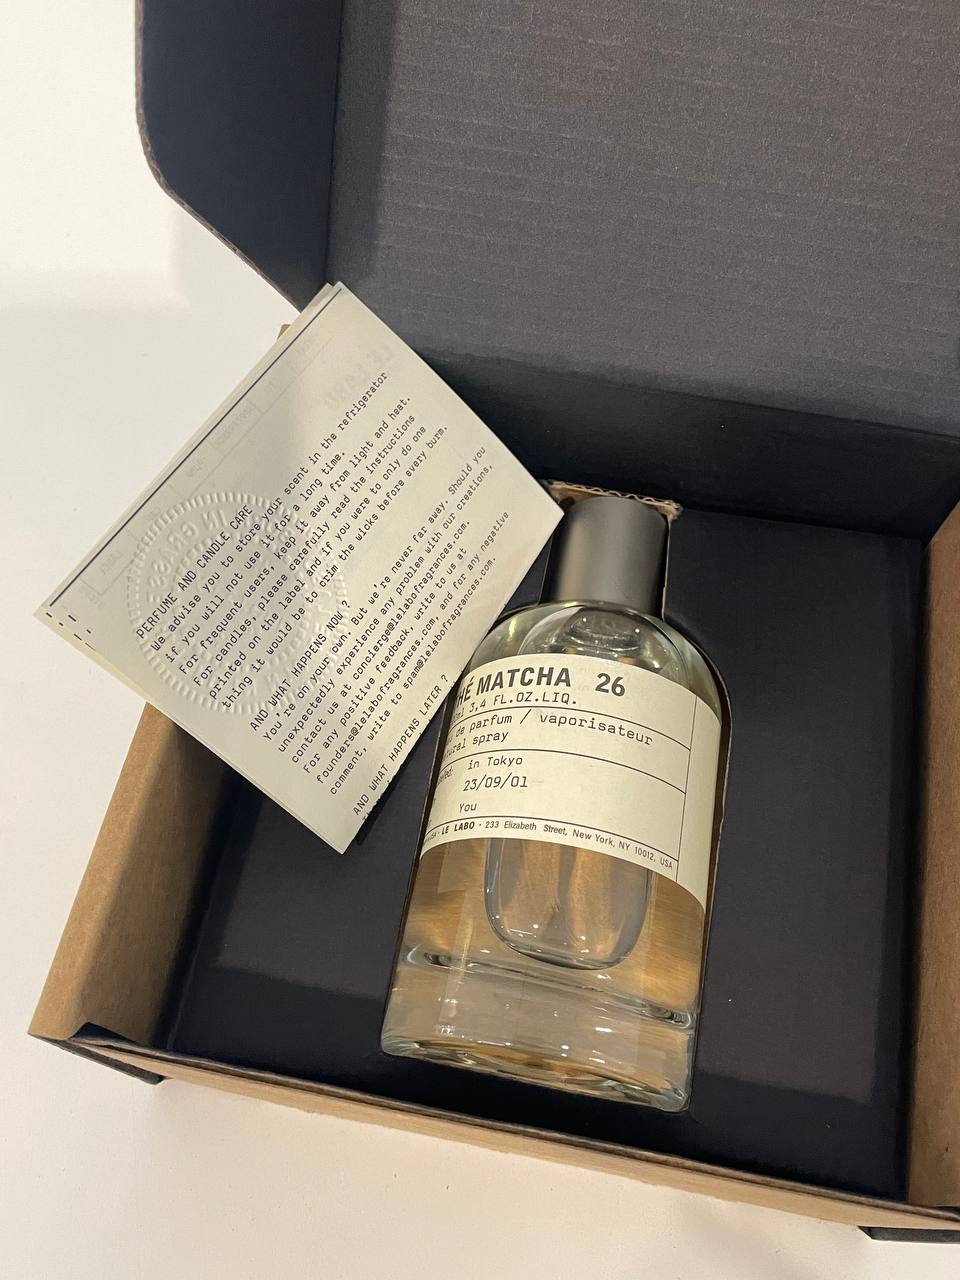 PERFUME AND CANDLE CARE
We advise you to store your scent in the refrigerator
if you will not use it for a long time.
For frequent users, keep it away from light and heat.
For candles, please carefully read the instructions
printed on the label and if you were to only do one
thing it would be to crim the wicks before every burn.
AND WHAT HAPPENS NOW ?
You're on your own. But we're never far away. Should you
unexpectedly experience any problem with our creations,
contact us at concierge@lelabofragrances.com.
For any positive feedback, write to us at
founders@lelabofragrances.com, and for any negative
comment, write to spam@lelabofragrances.com.
AND WHAT HAPPENS LATER ?
HÉ MATCHA 26
ml 3,4 FL.OZ.LIQ.
de parfum / vaporisateur
tural spray
in Tokyo
23/09/01
You
LE LABO · 233 Elizabeth Street, New York, NY 10012, USA